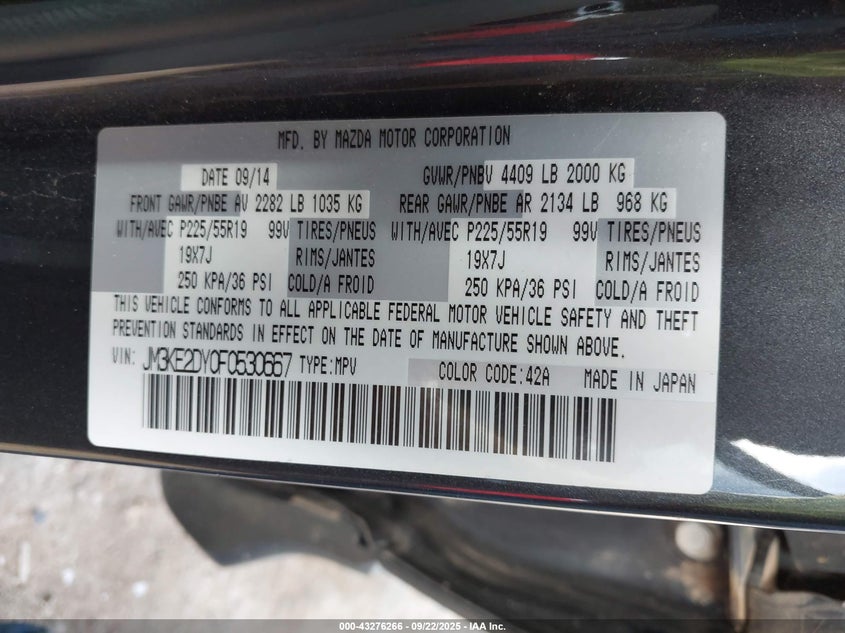 MFD. BY MAZDA MOTOR CORPORATION
DATE 09/14 GVWR/PNBV 4409 LB 2000 KG
FRONT GAWR/PNBE AV 2282 LB 1035 KG REAR GAWR/PNBE AR 2134 LB 968 KG
WITH/AVEC P225/55R19 99V TIRES/PNEUS WITH/AVEC P225/55R19 99V TIRES/PNEUS
19X7J RIMS/JANTES 19X7J RIMS/JANTES
250 KPA/36 PSI COLD/A FROID 250 KPA/36 PSI COLD/A FROID
THIS VEHICLE CONFORMS TO ALL APPLICABLE FEDERAL MOTOR VEHICLE SAFETY AND THEFT
PREVENTION STANDARDS IN EFFECT ON THE DATE OF MANUFACTURE SHOWN ABOVE.
VIN: JM3KE2DY0F0530667 TYPE:MPV COLOR CODE:42A MADE IN JAPAN
000-43276266 - 09/22/2025 - IAA Inc.